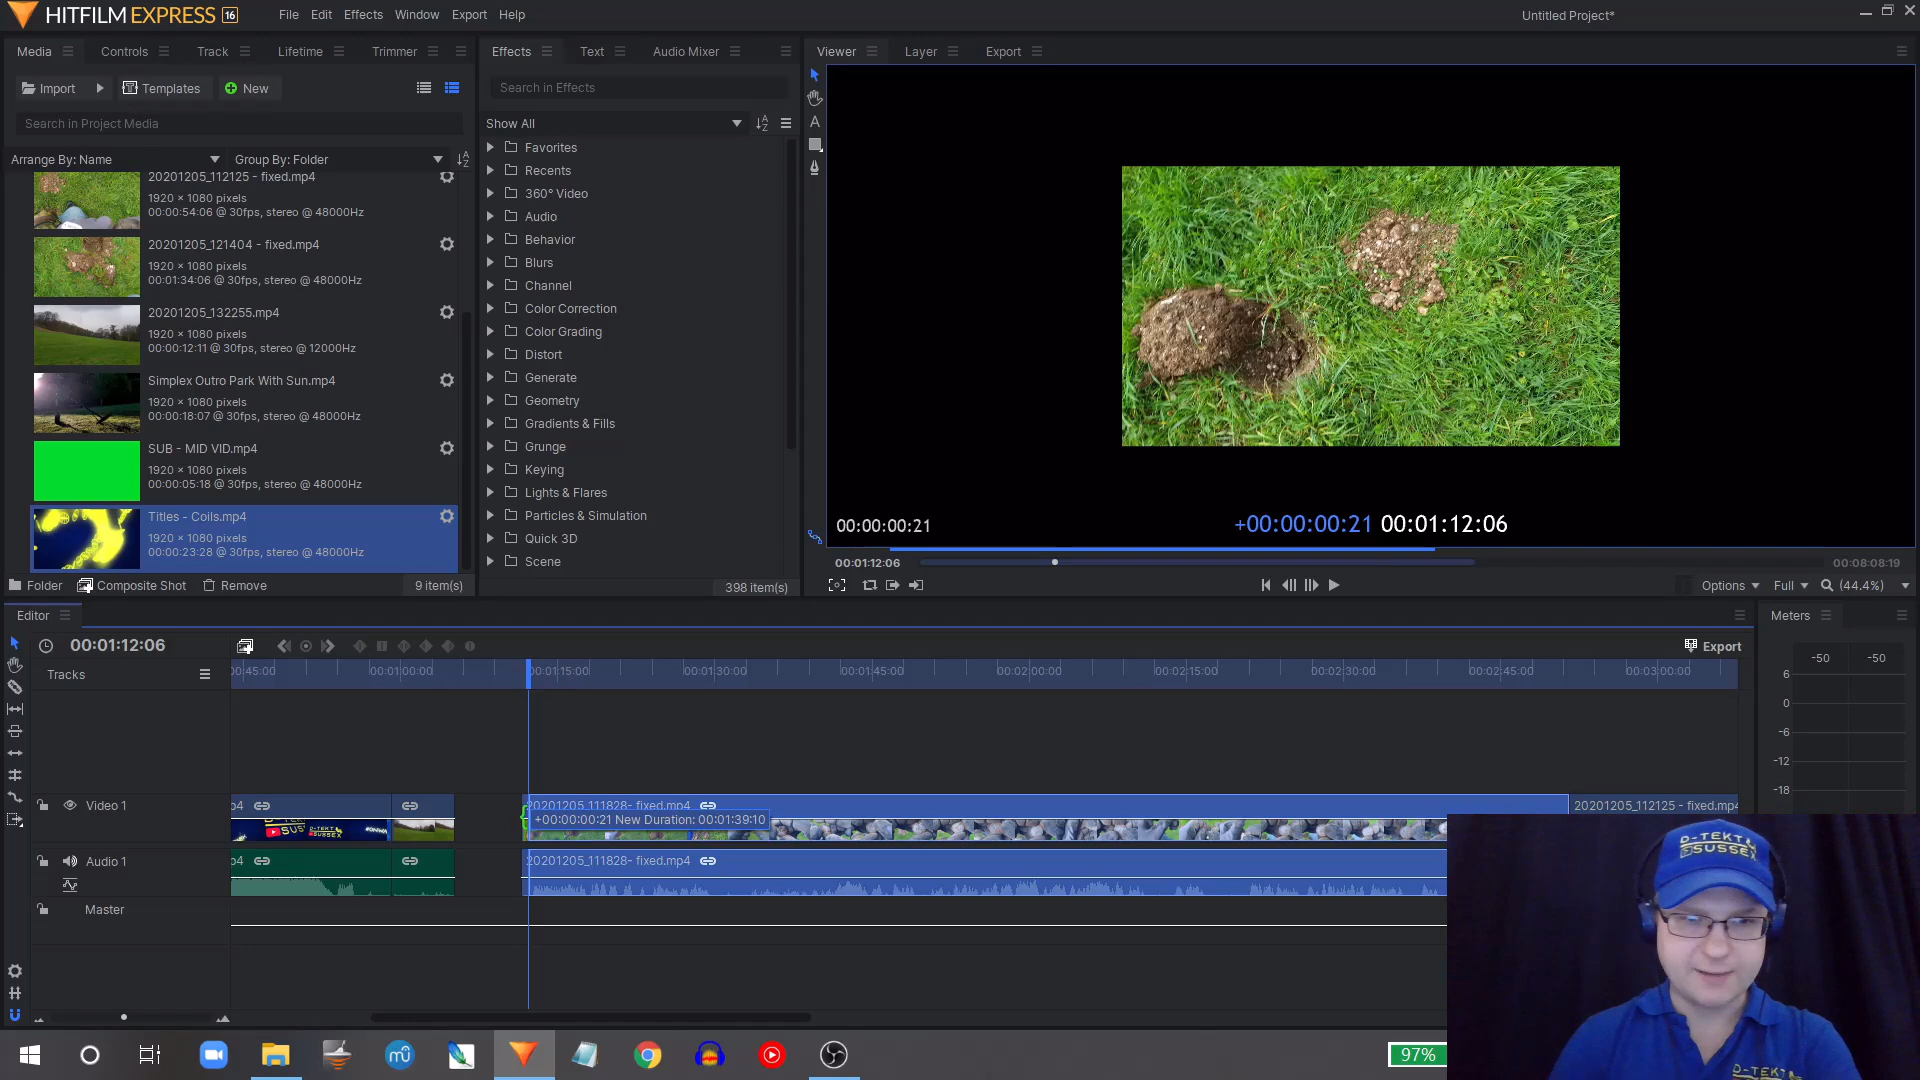 HITFILM EXPRESS 16
File Edit Effects Window Export Help
Untitled Project*
Media Controls Track Lifetime Trimmer
Effects Text Audio Mixer
Viewer Layer Export
Import Templates New
Search in Effects
Search in Project Media
Show All
Arrange By: Name Group By: Folder
20201205_112125 - fixed.mp4
1920 × 1080 pixels
00:00:54:06 @ 30fps, stereo @ 48000Hz
20201205_121404 - fixed.mp4
1920 × 1080 pixels
00:01:34:06 @ 30fps, stereo @ 48000Hz
20201205_132255.mp4
1920 × 1080 pixels
00:00:12:11 @ 30fps, stereo @ 12000Hz
Simplex Outro Park With Sun.mp4
1920 × 1080 pixels
00:00:18:07 @ 30fps, stereo @ 48000Hz
SUB - MID VID.mp4
1920 × 1080 pixels
00:00:05:18 @ 30fps, stereo @ 48000Hz
Titles - Coils.mp4
1920 × 1080 pixels
00:00:23:28 @ 30fps, stereo @ 48000Hz
Folder Composite Shot Remove 9 item(s)
Favorites
Recents
360° Video
Audio
Behavior
Blurs
Channel
Color Correction
Color Grading
Distort
Generate
Geometry
Gradients & Fills
Grunge
Keying
Lights & Flares
Particles & Simulation
Quick 3D
Scene
398 item(s)
00:00:00:21 +00:00:00:21 00:01:12:06
00:01:12:06 00:08:08:19
Options Full (44.4%)
Editor
Meters
00:01:12:06
Export
Tracks
00:45:00 00:01:00:00 00:01:15:00 00:01:30:00 00:01:45:00 00:02:00:00 00:02:15:00 00:02:30:00 00:02:45:00 00:03:00:00
-50 -50
6
0
-6
-12
-18
Video 1
p4 20201205_111828- fixed.mp4 20201205_112125 - fixed.mp4
+00:00:00:21 New Duration: 00:01:39:10
D-TEKT
Audio 1
p4 20201205_111828- fixed.mp4
Master
D-TEKT
SUSSEX
97%
D-TEKT